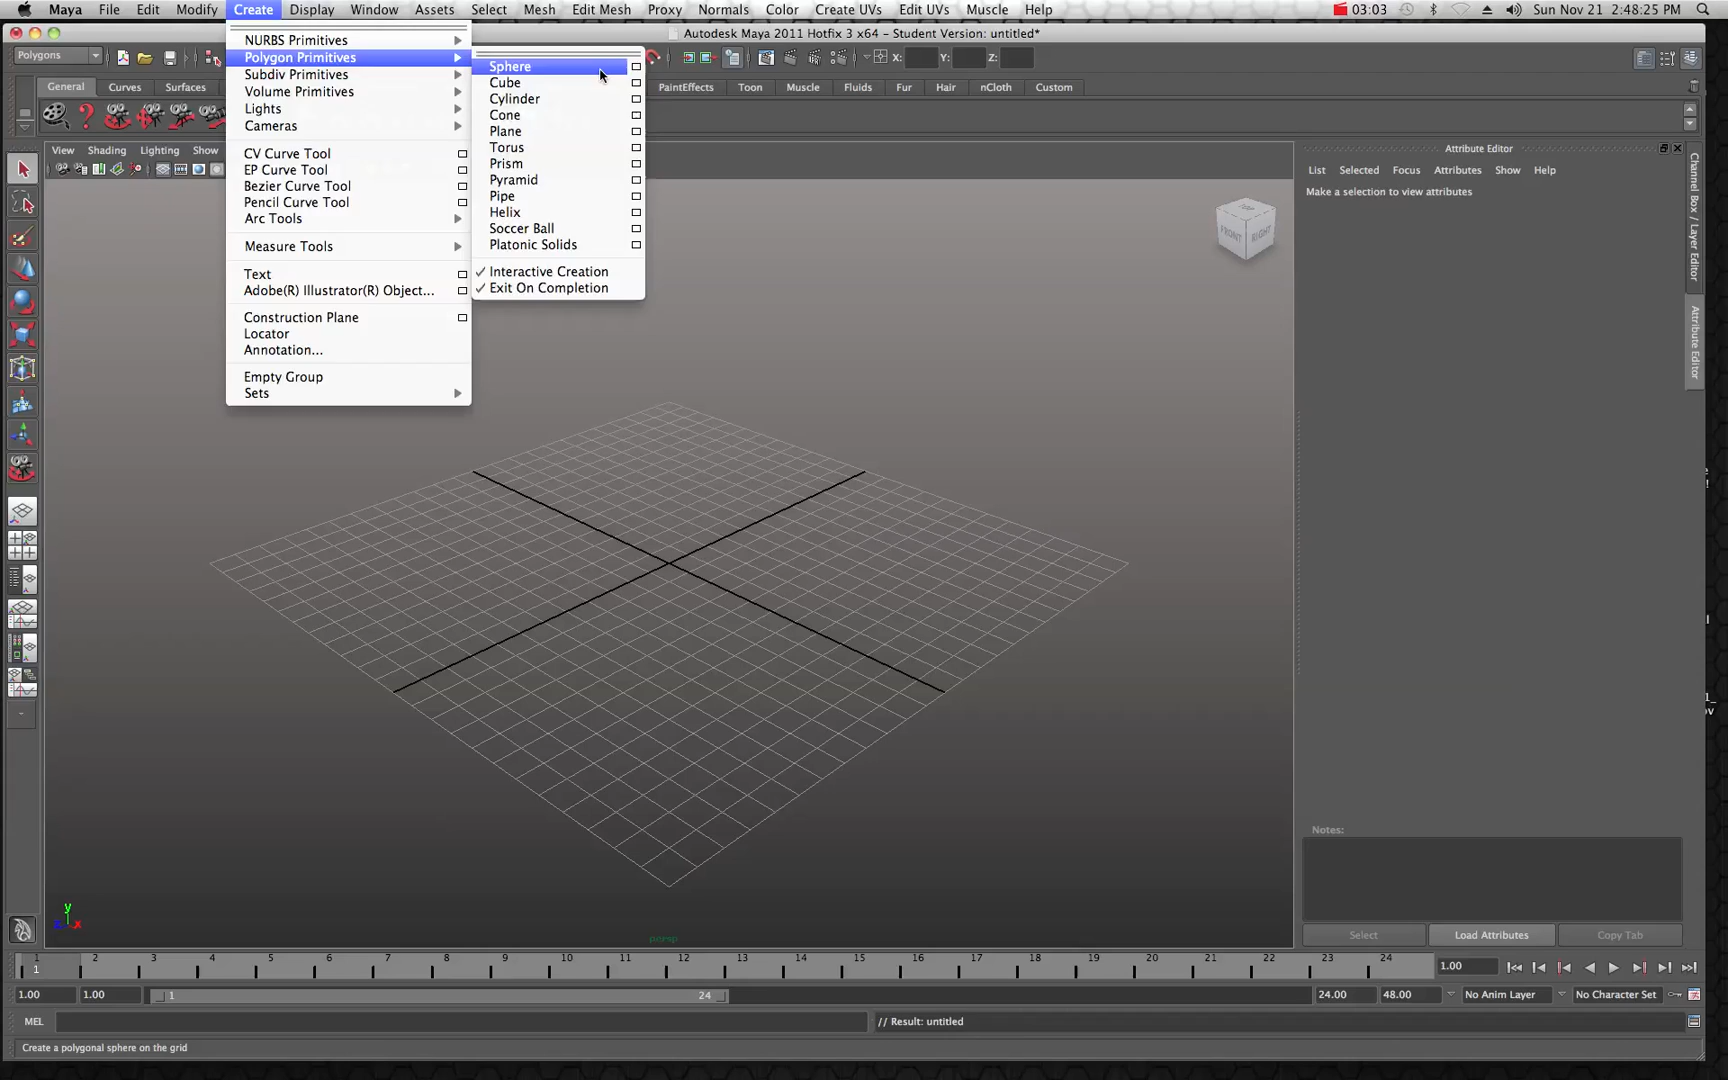 Maya File Edit Modify Create Display Window Assets Select Mesh Edit Mesh Proxy Normals Color Create UVs Edit UVs Muscle Help 03:03 Sun Nov 21 2:48:25 PM
Autodesk Maya 2011 Hotfix 3 x64 - Student Version: untitled*
Polygons
X: Y: Z:
General Curves Surfaces PaintEffects Toon Muscle Fluids Fur Hair nCloth Custom
View Shading Lighting Show
NURBS Primitives
Polygon Primitives
Subdiv Primitives
Volume Primitives
Lights
Cameras
CV Curve Tool
EP Curve Tool
Bezier Curve Tool
Pencil Curve Tool
Arc Tools
Measure Tools
Text
Adobe(R) Illustrator(R) Object...
Construction Plane
Locator
Annotation...
Empty Group
Sets
Sphere
Cube
Cylinder
Cone
Plane
Torus
Prism
Pyramid
Pipe
Helix
Soccer Ball
Platonic Solids
Interactive Creation
Exit On Completion
TOP
FRONT RIGHT
Attribute Editor
List Selected Focus Attributes Show Help
Make a selection to view attributes
Channel Box / Layer Editor
Attribute Editor
Notes:
Select Load Attributes Copy Tab
y
x
persp
1 2 3 4 5 6 7 8 9 10 11 12 13 14 15 16 17 18 19 20 21 22 23 24
1 1.00
1.00 1.00 1 24 24.00 48.00 No Anim Layer No Character Set
MEL // Result: untitled
Create a polygonal sphere on the grid